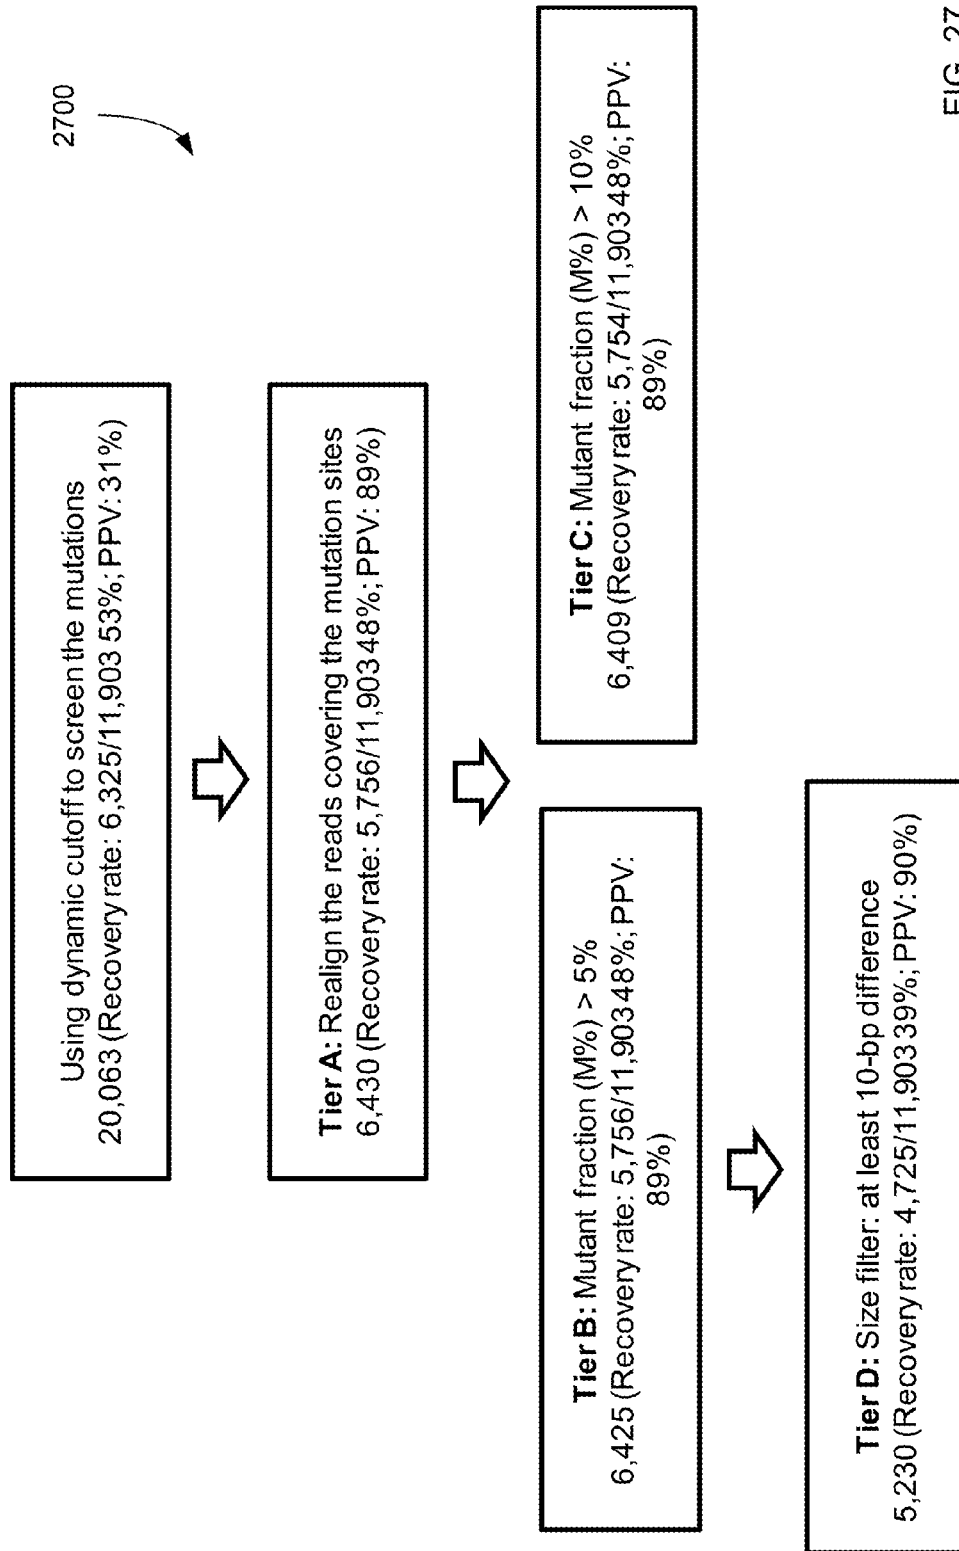 2700
Using dynamic cutoff to screen the mutations
20,063 (Recovery rate: 6,325/11,903 53%; PPV: 31%)
Tier A: Realign the reads covering the mutation sites
6,430 (Recovery rate: 5,756/11,903 48%; PPV: 89%)
Tier B: Mutant fraction (M%) > 5%
6,425 (Recovery rate: 5,756/11,903 48%; PPV:
89%)
Tier C: Mutant fraction (M%) > 10%
6,409 (Recovery rate: 5,754/11,903 48%; PPV:
89%)
Tier D: Size filter: at least 10-bp difference
5,230 (Recovery rate: 4,725/11,903 39%; PPV: 90%)
FIG. 27